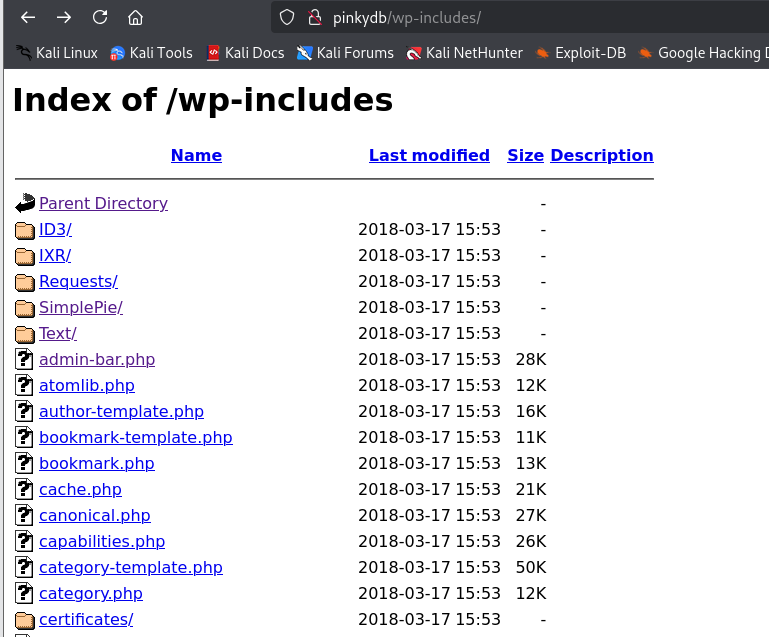 pinkydb/wp-includes/
Kali Linux Kali Tools Kali Docs Kali Forums Kali NetHunter Exploit-DB Google Hacking
Index of /wp-includes
Name Last modified Size Description
Parent Directory -
ID3/ 2018-03-17 15:53 -
IXR/ 2018-03-17 15:53 -
Requests/ 2018-03-17 15:53 -
SimplePie/ 2018-03-17 15:53 -
Text/ 2018-03-17 15:53 -
admin-bar.php 2018-03-17 15:53 28K
atomlib.php 2018-03-17 15:53 12K
author-template.php 2018-03-17 15:53 16K
bookmark-template.php 2018-03-17 15:53 11K
bookmark.php 2018-03-17 15:53 13K
cache.php 2018-03-17 15:53 21K
canonical.php 2018-03-17 15:53 27K
capabilities.php 2018-03-17 15:53 26K
category-template.php 2018-03-17 15:53 50K
category.php 2018-03-17 15:53 12K
certificates/ 2018-03-17 15:53 -